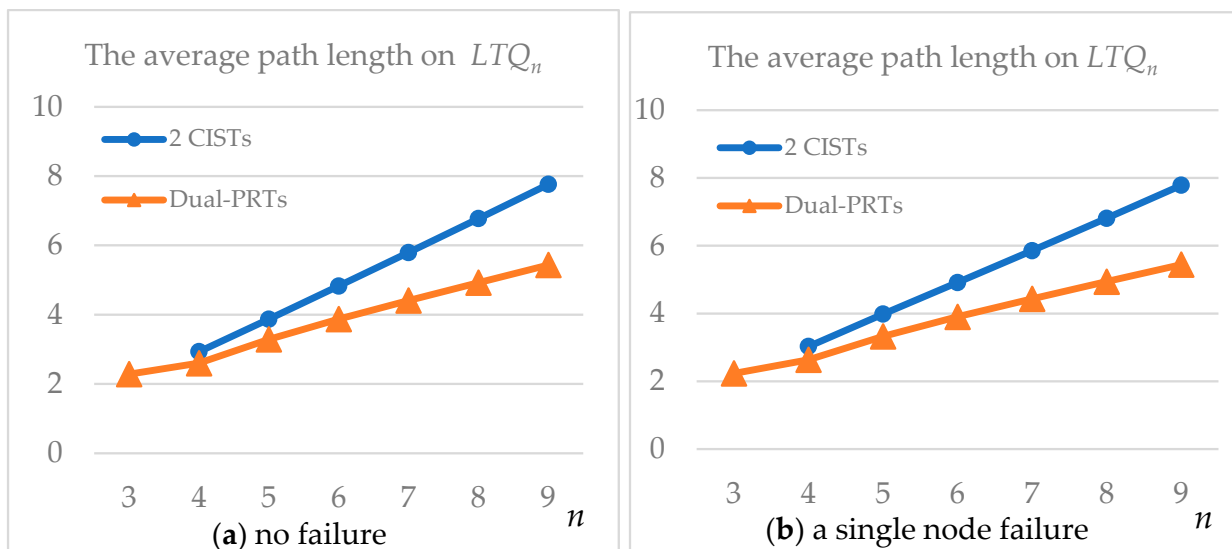 The average path length on LTQn
10
8
6
4
2
0
2 CISTs
Dual-PRTs
3 4 5 6 7 8 9
n
(a) no failure
The average path length on LTQn
10
8
6
4
2
0
2 CISTs
Dual-PRTs
3 4 5 6 7 8 9
n
(b) a single node failure